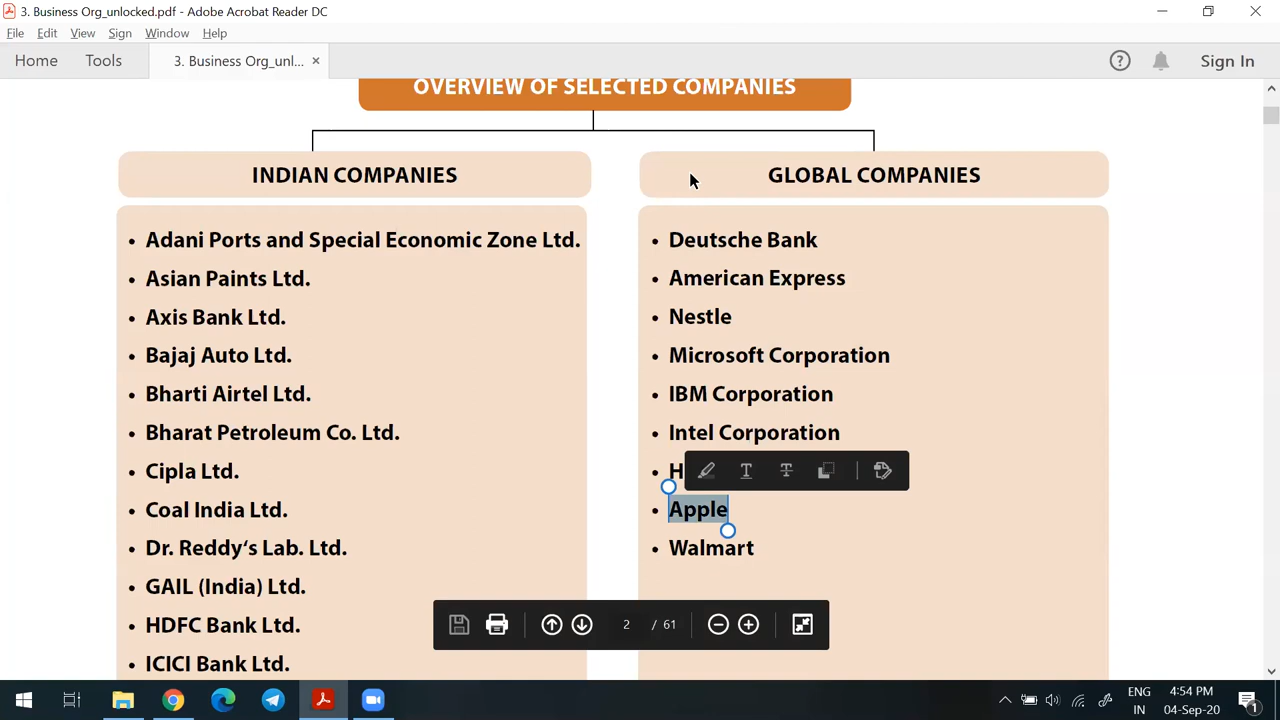 3. Business Org_unlocked.pdf - Adobe Acrobat Reader DC
File Edit View Sign Window Help
Home Tools 3. Business Org_unl... × Sign In
OVERVIEW OF SELECTED COMPANIES
INDIAN COMPANIES
• Adani Ports and Special Economic Zone Ltd.
• Asian Paints Ltd.
• Axis Bank Ltd.
• Bajaj Auto Ltd.
• Bharti Airtel Ltd.
• Bharat Petroleum Co. Ltd.
• Cipla Ltd.
• Coal India Ltd.
• Dr. Reddy‘s Lab. Ltd.
• GAIL (India) Ltd.
• HDFC Bank Ltd.
• ICICI Bank Ltd.
GLOBAL COMPANIES
• Deutsche Bank
• American Express
• Nestle
• Microsoft Corporation
• IBM Corporation
• Intel Corporation
• H
• Apple
• Walmart
2 / 61
ENG 4:54 PM
IN 04-Sep-20 1